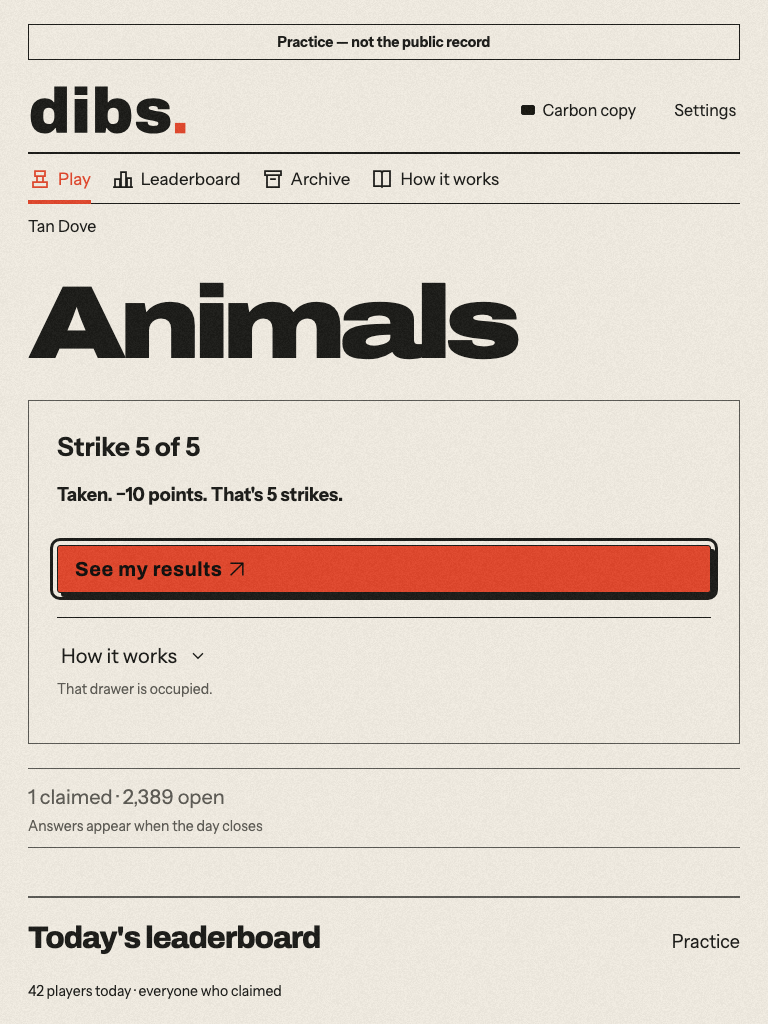 Practice — not the public record
dibs.
Carbon copy
Settings
Play
Leaderboard
Archive
How it works
Tan Dove
Animals
Strike 5 of 5
Taken. −10 points. That's 5 strikes.
See my results
How it works
That drawer is occupied.
1 claimed · 2,389 open
Answers appear when the day closes
Today's leaderboard
Practice
42 players today · everyone who claimed